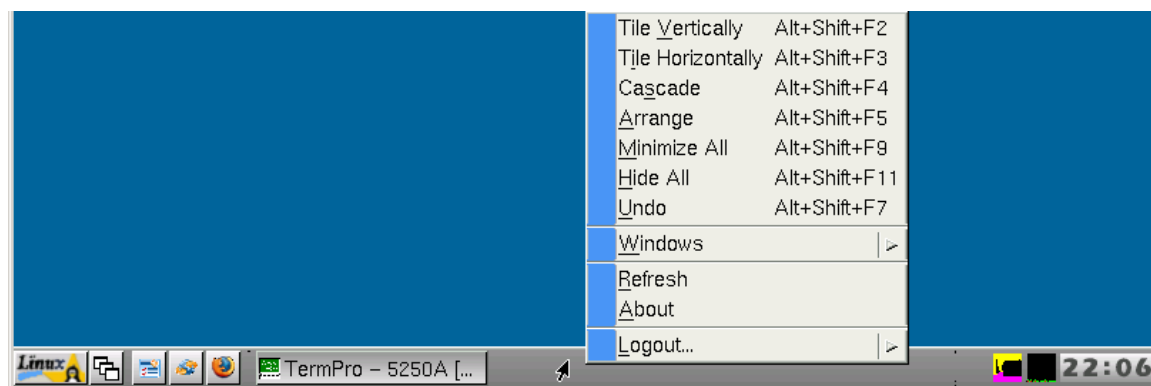 Tile Vertically Alt+Shift+F2
Tile Horizontally Alt+Shift+F3
Cascade Alt+Shift+F4
Arrange Alt+Shift+F5
Minimize All Alt+Shift+F9
Hide All Alt+Shift+F11
Undo Alt+Shift+F7
Windows
Refresh
About
Logout...
Linux TermPro – 5250A [... 22:06